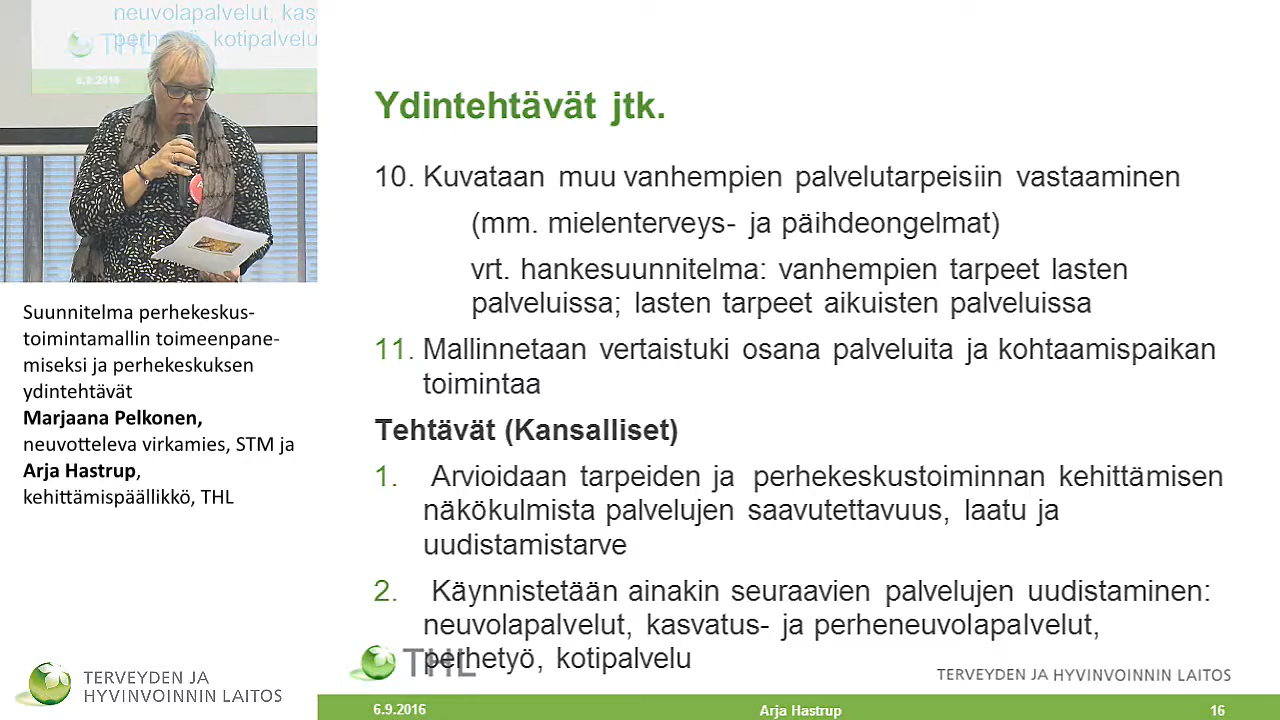 neuvolapalvelut, kas
perhetyö, kotipalvelu
THL
6.9.2016
Suunnitelma perhekeskus-
toimintamallin toimeenpane-
miseksi ja perhekeskuksen
ydintehtävät
Marjaana Pelkonen,
neuvotteleva virkamies, STM ja
Arja Hastrup,
kehittämispäällikkö, THL
TERVEYDEN JA
HYVINVOINNIN LAITOS
Ydintehtävät jtk.
10. Kuvataan muu vanhempien palvelutarpeisiin vastaaminen
(mm. mielenterveys- ja päihdeongelmat)
vrt. hankesuunnitelma: vanhempien tarpeet lasten
palveluissa; lasten tarpeet aikuisten palveluissa
11. Mallinnetaan vertaistuki osana palveluita ja kohtaamispaikan
toimintaa
Tehtävät (Kansalliset)
1. Arvioidaan tarpeiden ja perhekeskustoiminnan kehittämisen
näkökulmista palvelujen saavutettavuus, laatu ja
uudistamistarve
2. Käynnistetään ainakin seuraavien palvelujen uudistaminen:
neuvolapalvelut, kasvatus- ja perheneuvolapalvelut,
perhetyö, kotipalvelu
THL
TERVEYDEN JA HYVINVOINNIN LAITOS
6.9.2016
Arja Hastrup
16